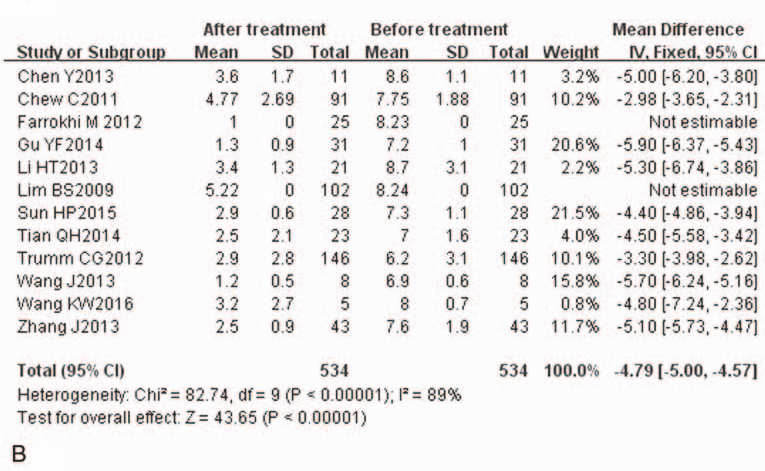 After treatment Before treatment Mean Difference
Study or Subgroup Mean SD Total Mean SD Total Weight IV, Fixed, 95% CI
Chen Y2013 3.6 1.7 11 8.6 1.1 11 3.2% -5.00 [-6.20, -3.80]
Chew C2011 4.77 2.69 91 7.75 1.88 91 10.2% -2.98 [-3.65, -2.31]
Farrokhi M 2012 1 0 25 8.23 0 25 Not estimable
Gu YF2014 1.3 0.9 31 7.2 1 31 20.6% -5.90 [-6.37, -5.43]
Li HT2013 3.4 1.3 21 8.7 3.1 21 2.2% -5.30 [-6.74, -3.86]
Lim BS2009 5.22 0 102 8.24 0 102 Not estimable
Sun HP2015 2.9 0.6 28 7.3 1.1 28 21.5% -4.40 [-4.86, -3.94]
Tian QH2014 2.5 2.1 23 7 1.6 23 4.0% -4.50 [-5.58, -3.42]
Trumm CG2012 2.9 2.8 146 6.2 3.1 146 10.1% -3.30 [-3.98, -2.62]
Wang J2013 1.2 0.5 8 6.9 0.6 8 15.8% -5.70 [-6.24, -5.16]
Wang KW2016 3.2 2.7 5 8 0.7 5 0.8% -4.80 [-7.24, -2.36]
Zhang J2013 2.5 0.9 43 7.6 1.9 43 11.7% -5.10 [-5.73, -4.47]
Total (95% CI) 534 534 100.0% -4.79 [-5.00, -4.57]
Heterogeneity: Chi² = 82.74, df = 9 (P < 0.00001); I² = 89%
Test for overall effect: Z = 43.65 (P < 0.00001)
B